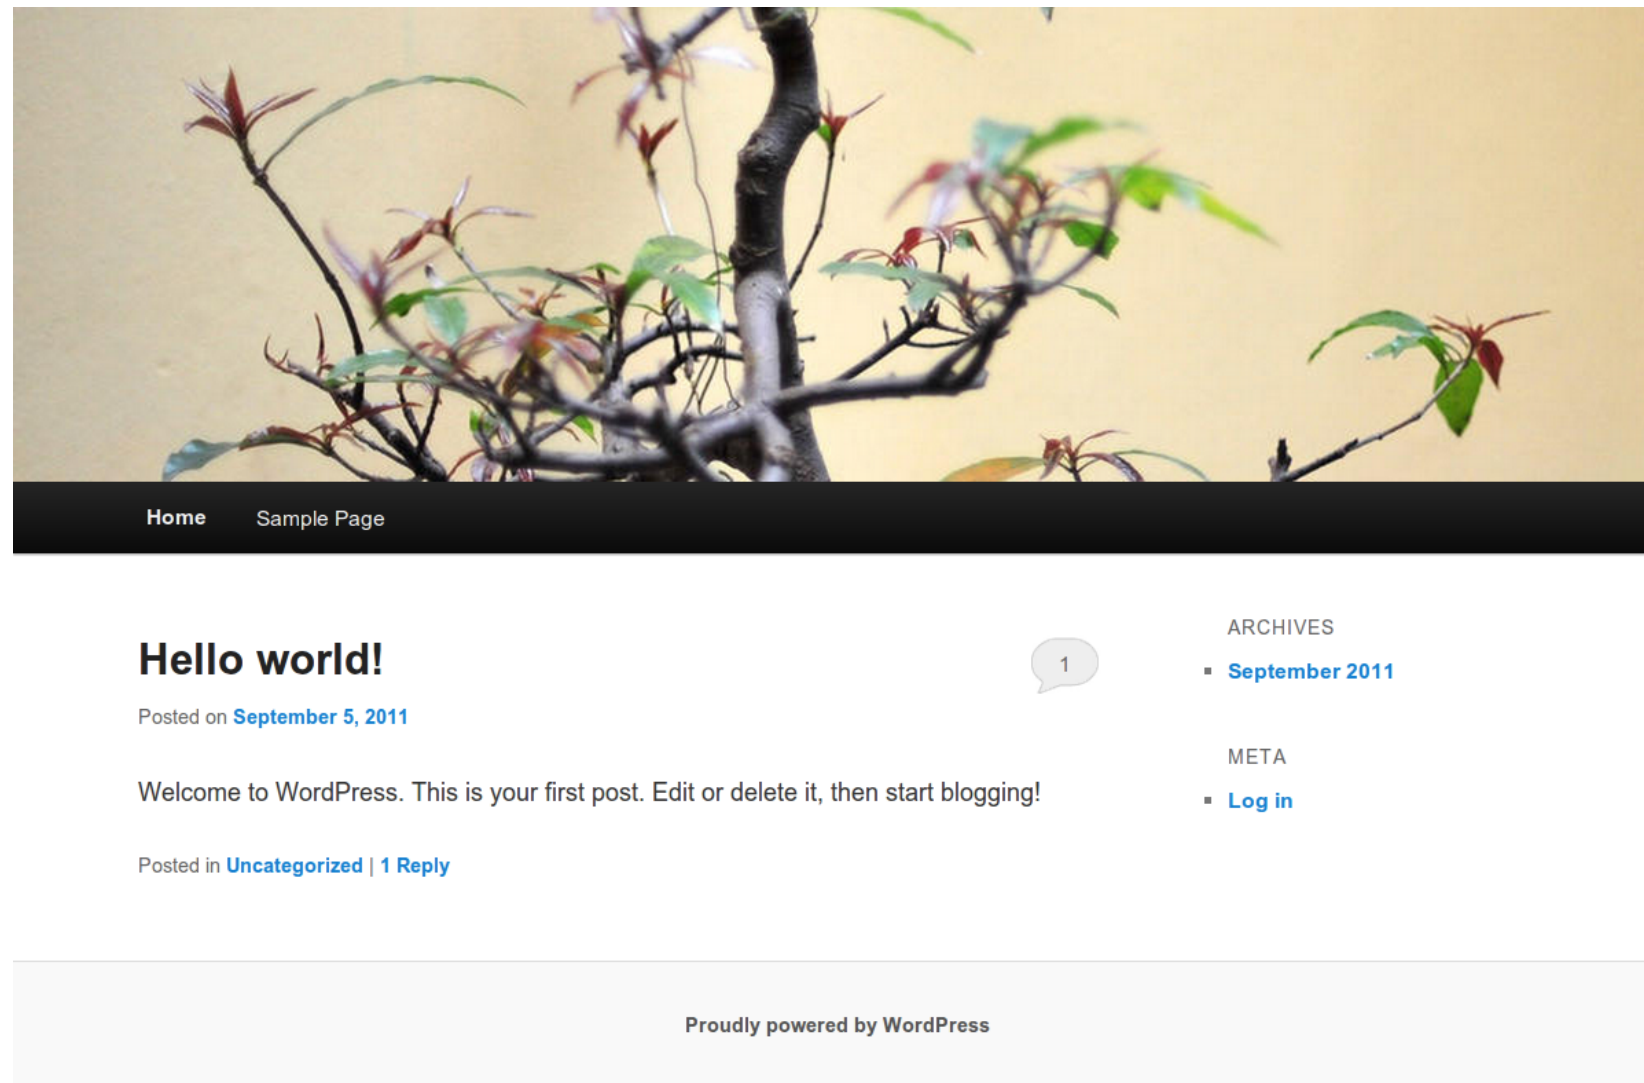 Home Sample Page
Hello world!
1
Posted on September 5, 2011
Welcome to WordPress. This is your first post. Edit or delete it, then start blogging!
Posted in Uncategorized | 1 Reply
ARCHIVES
September 2011
META
Log in
Proudly powered by WordPress